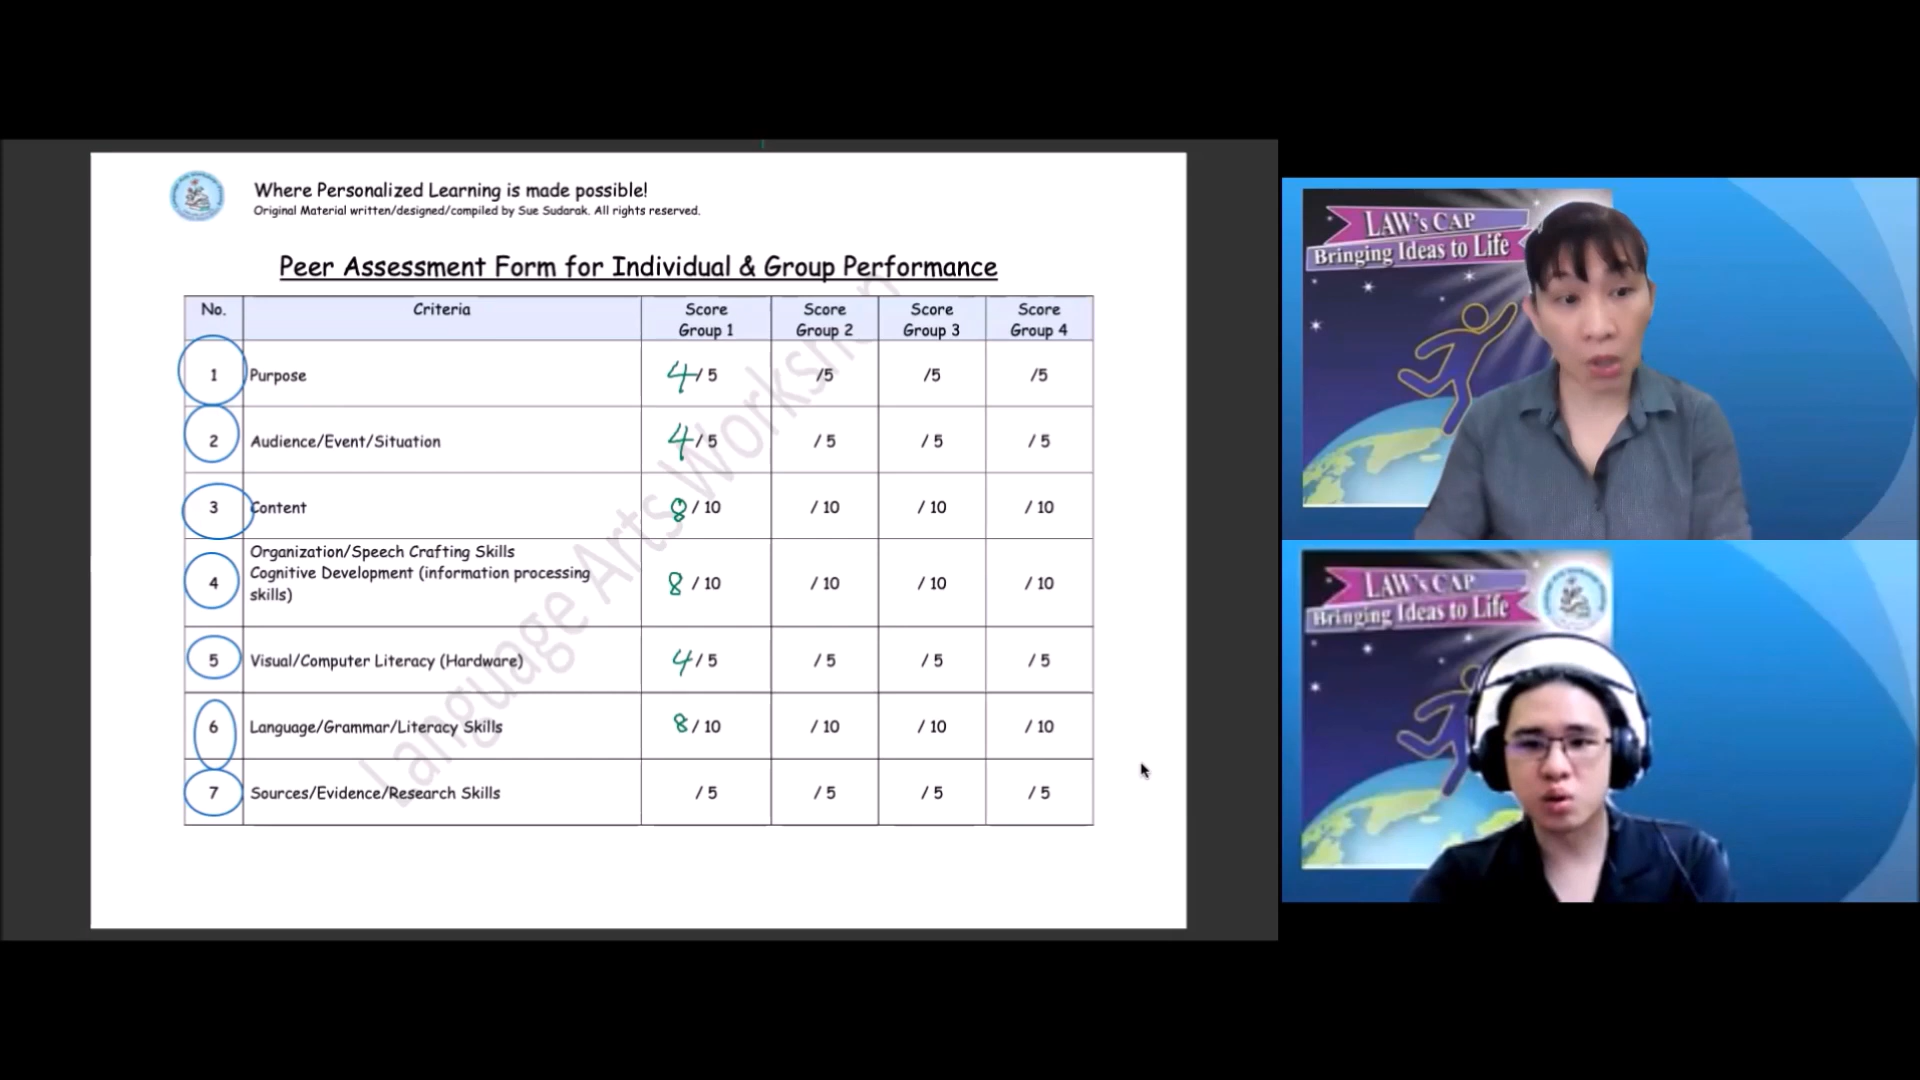 Where Personalized Learning is made possible!
Original Material written/designed/compiled by Sue Sudarak. All rights reserved.
Peer Assessment Form for Individual & Group Performance
No. Criteria Score Group 1 Score Group 2 Score Group 3 Score Group 4
1 Purpose 4/ 5 /5 /5 /5
2 Audience/Event/Situation 4/ 5 / 5 / 5 / 5
3 Content 8 / 10 / 10 / 10 / 10
4 Organization/Speech Crafting Skills
Cognitive Development (information processing
skills) 8 / 10 / 10 / 10 / 10
5 Visual/Computer Literacy (Hardware) 4/ 5 / 5 / 5 / 5
6 Language/Grammar/Literacy Skills 8 / 10 / 10 / 10 / 10
7 Sources/Evidence/Research Skills / 5 / 5 / 5 / 5
Language Arts Workshop
LAW's CAP
Bringing Ideas to Life
LAW's CAP
Bringing Ideas to Life